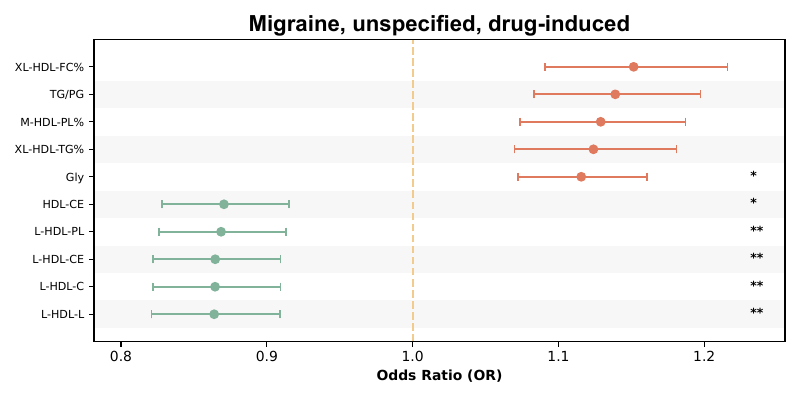 Migraine, unspecified, drug-induced
XL-HDL-FC%
TG/PG
M-HDL-PL%
XL-HDL-TG%
Gly *
HDL-CE *
L-HDL-PL **
L-HDL-CE **
L-HDL-C **
L-HDL-L **
0.8 0.9 1.0 1.1 1.2
Odds Ratio (OR)